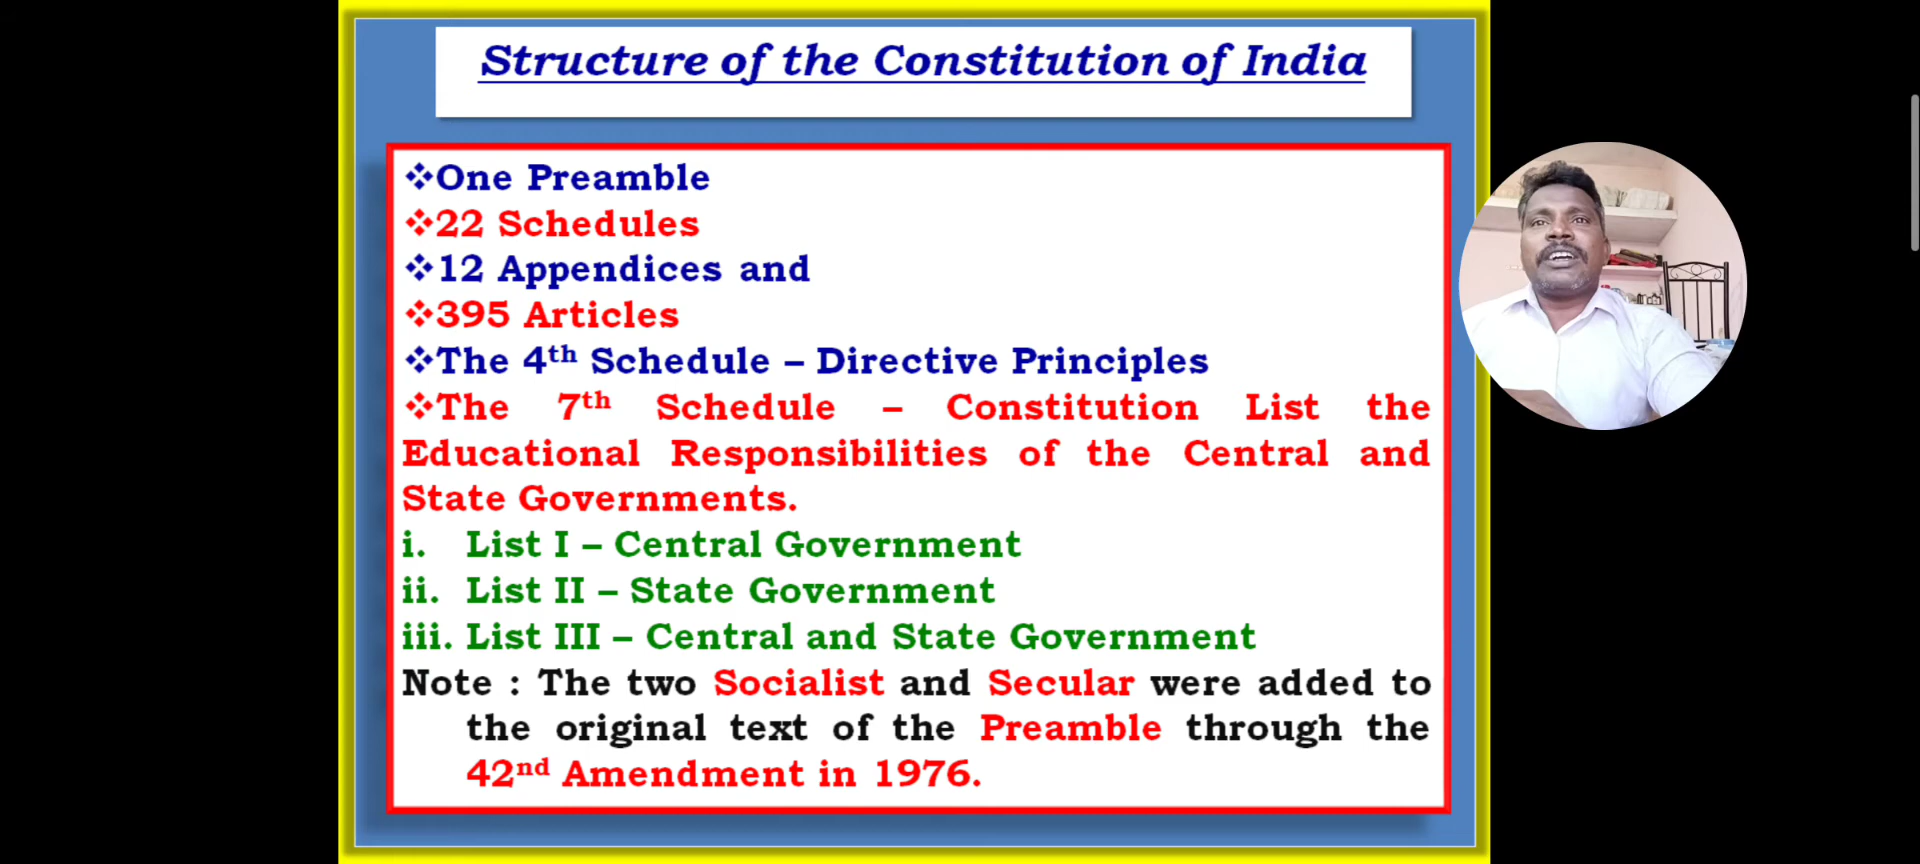 Structure of the Constitution of India
❖One Preamble
❖22 Schedules
❖12 Appendices and
❖395 Articles
❖The 4th Schedule – Directive Principles
❖The 7th Schedule – Constitution List the
Educational Responsibilities of the Central and
State Governments.
i. List I – Central Government
ii. List II – State Government
iii. List III – Central and State Government
Note : The two Socialist and Secular were added to
the original text of the Preamble through the
42nd Amendment in 1976.